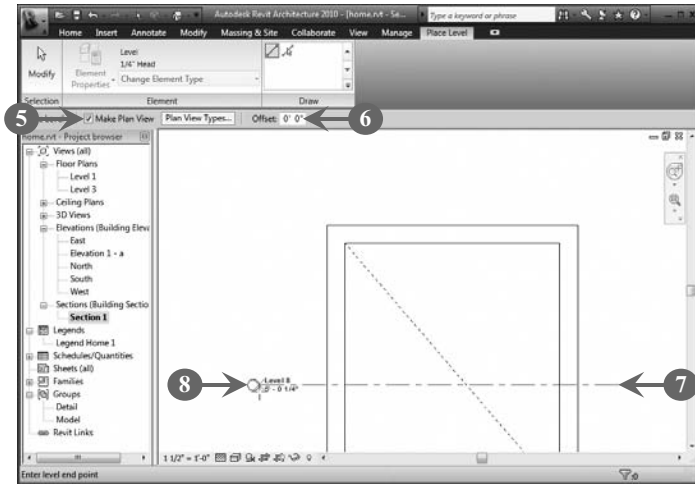 Autodesk Revit Architecture 2010 - [home.rvt - Se...
Type a keyword or phrase
Home Insert Annotate Modify Massing & Site Collaborate View Manage Place Level
Modify
Element Properties
Level
1/4" Head
Change Element Type
Selection Element Draw
5 Make Plan View Plan View Types... Offset: 0' 0" 6
home.rvt - Project browser
Views (all)
Floor Plans
Level 1
Level 3
Ceiling Plans
3D Views
Elevations (Building Eleva
East
Elevation 1 - a
North
South
West
Sections (Building Sectio
Section 1
Legends
Legend Home 1
Schedules/Quantities
Sheets (all)
Families
Groups
Detail
Model
Revit Links
8 Level 8 7
1 1/2" = 1'-0"
Enter level end point
:0